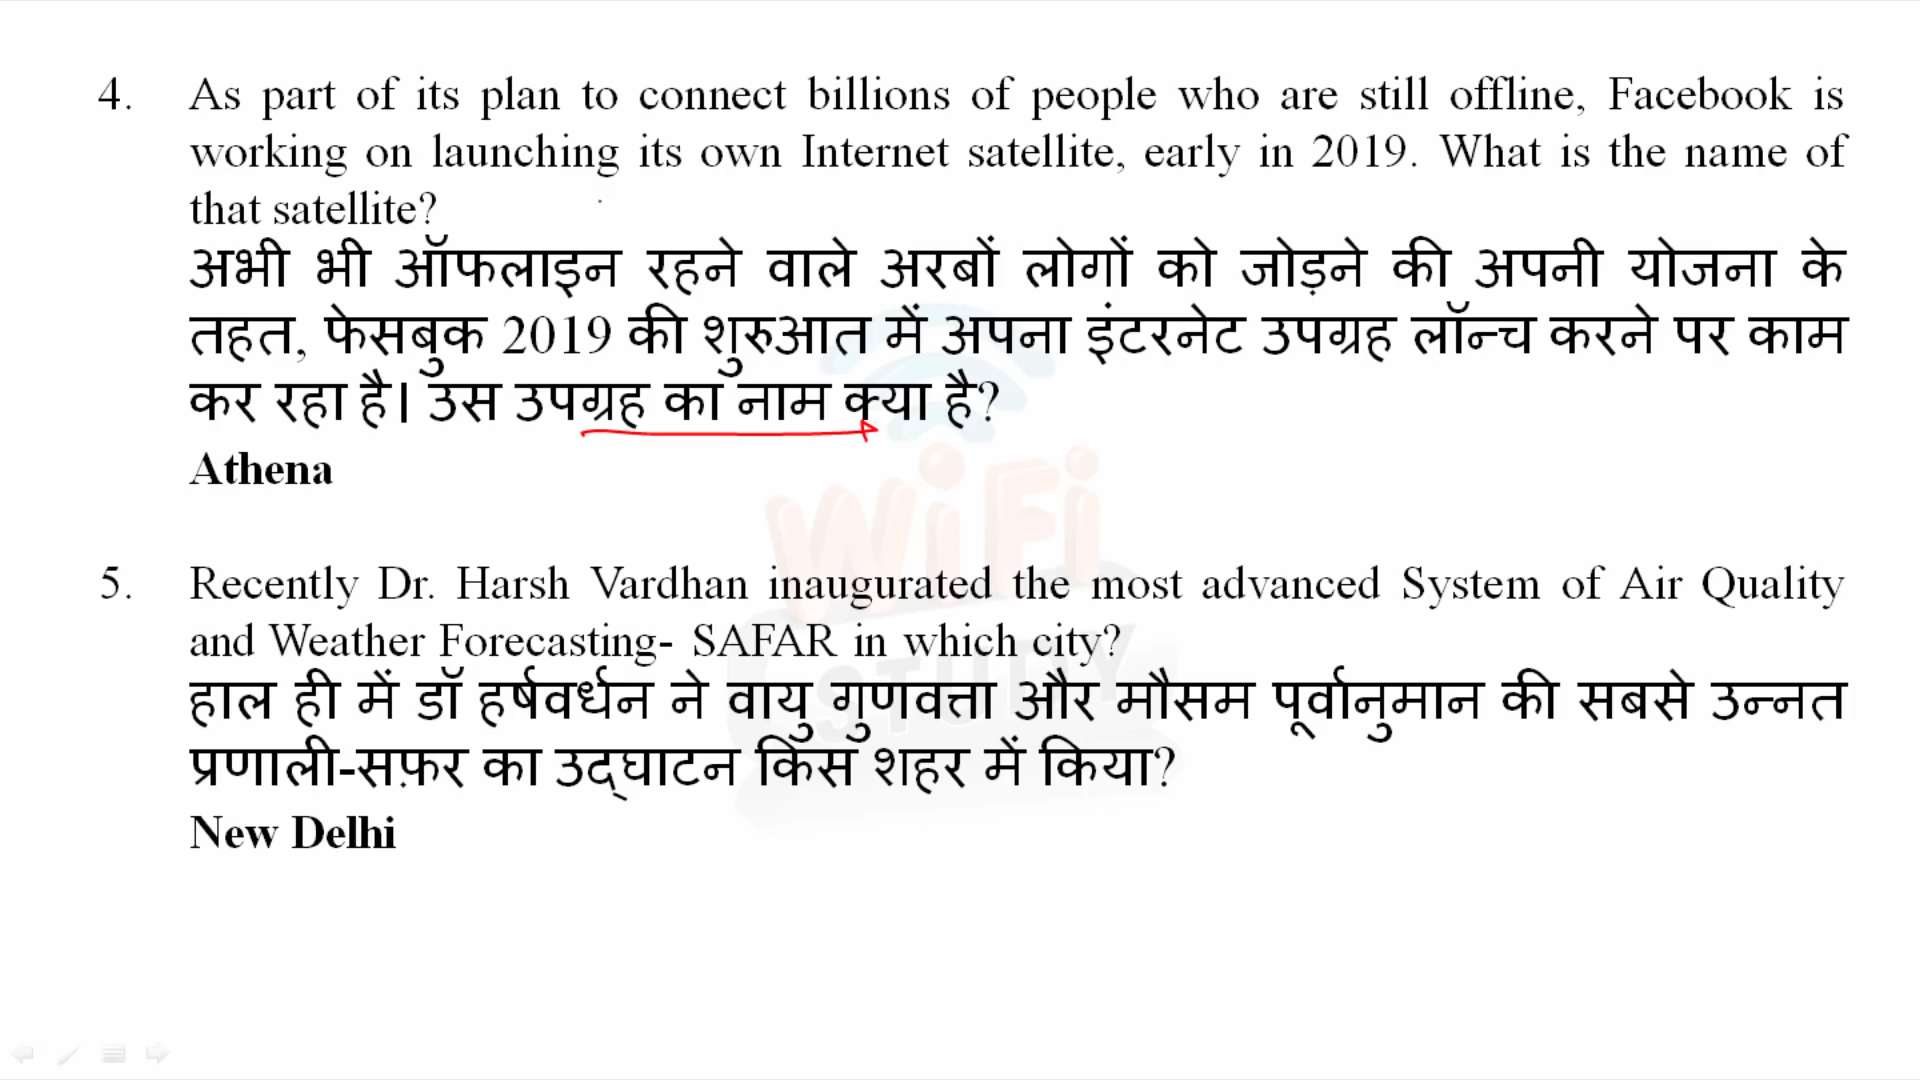 4. As part of its plan to connect billions of people who are still offline, Facebook is
working on launching its own Internet satellite, early in 2019. What is the name of
that satellite?
अभी भी ऑफलाइन रहने वाले अरबों लोगों को जोड़ने की अपनी योजना के
तहत, फेसबुक 2019 की शुरुआत में अपना इंटरनेट उपग्रह लॉन्च करने पर काम
कर रहा है। उस उपग्रह का नाम क्या है?
Athena
WiFi
STUDY
5. Recently Dr. Harsh Vardhan inaugurated the most advanced System of Air Quality
and Weather Forecasting- SAFAR in which city?
हाल ही में डॉ हर्षवर्धन ने वायु गुणवत्ता और मौसम पूर्वानुमान की सबसे उन्नत
प्रणाली-सफ़र का उद्घाटन किस शहर में किया?
New Delhi